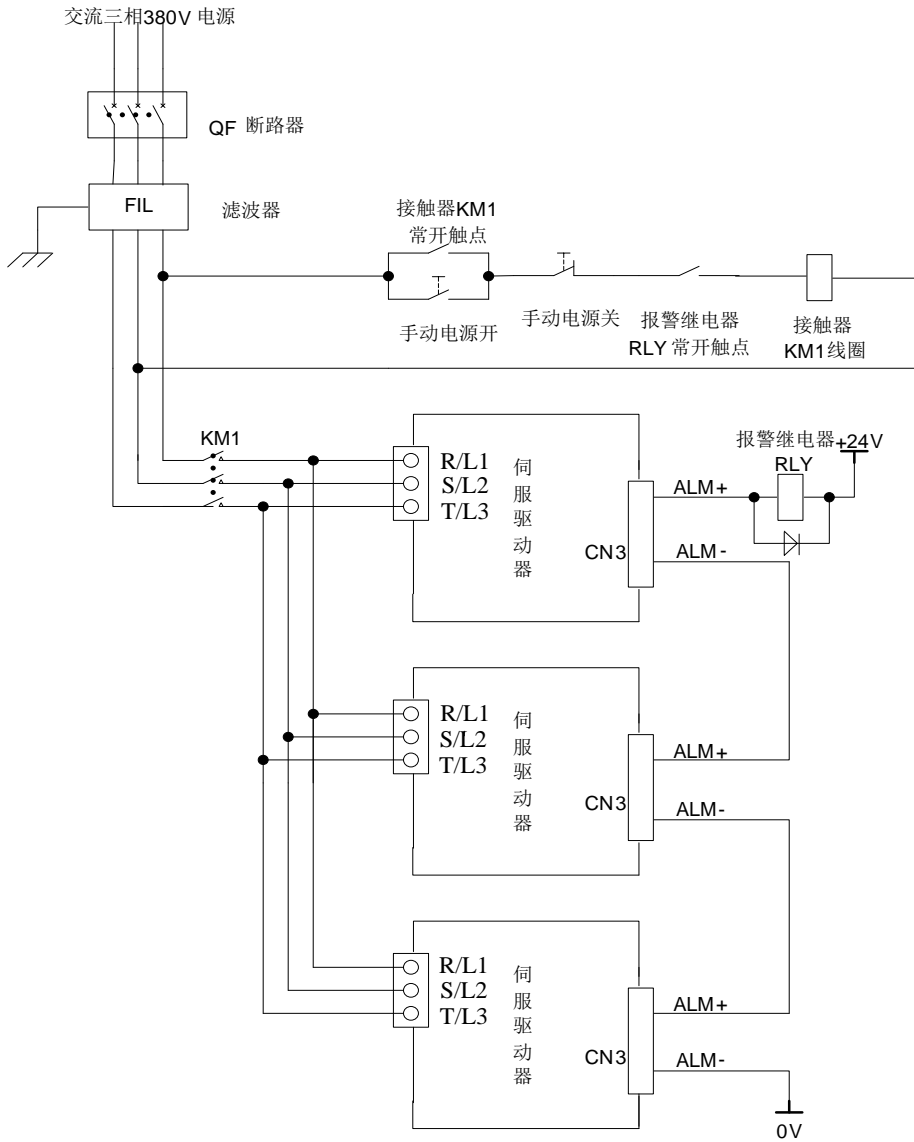 交流三相380V 电源
QF 断路器
FIL
滤波器
接触器KM1
常开触点
手动电源开
手动电源关
报警继电器
RLY 常开触点
接触器
KM1线圈
KM1
R/L1
S/L2
T/L3
伺服驱动器
CN3
ALM+
ALM-
报警继电器
RLY
+24V
R/L1
S/L2
T/L3
伺服驱动器
CN3
ALM+
ALM-
R/L1
S/L2
T/L3
伺服驱动器
CN3
ALM+
ALM-
0V